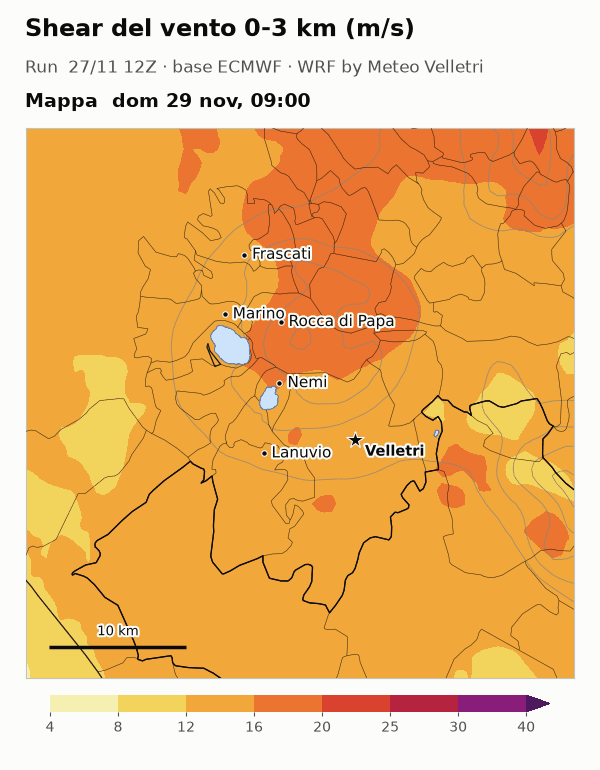 Shear del vento 0-3 km (m/s)
Run  27/11 12Z · base ECMWF · WRF by Meteo Velletri
Mappa  dom 29 nov, 09:00
Frascati
Marino
Rocca di Papa
Nemi
Velletri
Lanuvio
10 km
4 8 12 16 20 25 30 40